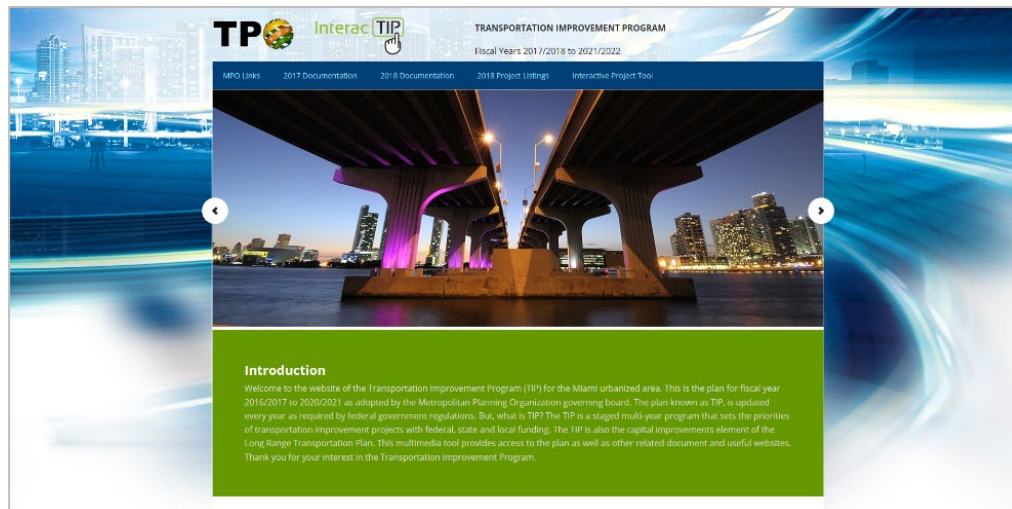 TPO
Interac TIP
TRANSPORTATION IMPROVEMENT PROGRAM
Fiscal Years 2017/2018 to 2021/2022
MPO Links 2017 Documentation 2018 Documentation 2018 Project Listings Interactive Project Tool
Introduction
Welcome to the website of the Transportation Improvement Program (TIP) for the Miami urbanized area. This is the plan for fiscal year
2016/2017 to 2020/2021 as adopted by the Metropolitan Planning Organization governing board. The plan known as TIP, is updated
every year as required by federal government regulations. But, what is TIP? The TIP is a staged multi-year program that sets the priorities
of transportation improvement projects with federal, state and local funding. The TIP is also the capital improvements element of the
Long Range Transportation Plan. This multimedia tool provides access to the plan as well as other related document and useful websites.
Thank you for your interest in the Transportation Improvement Program.